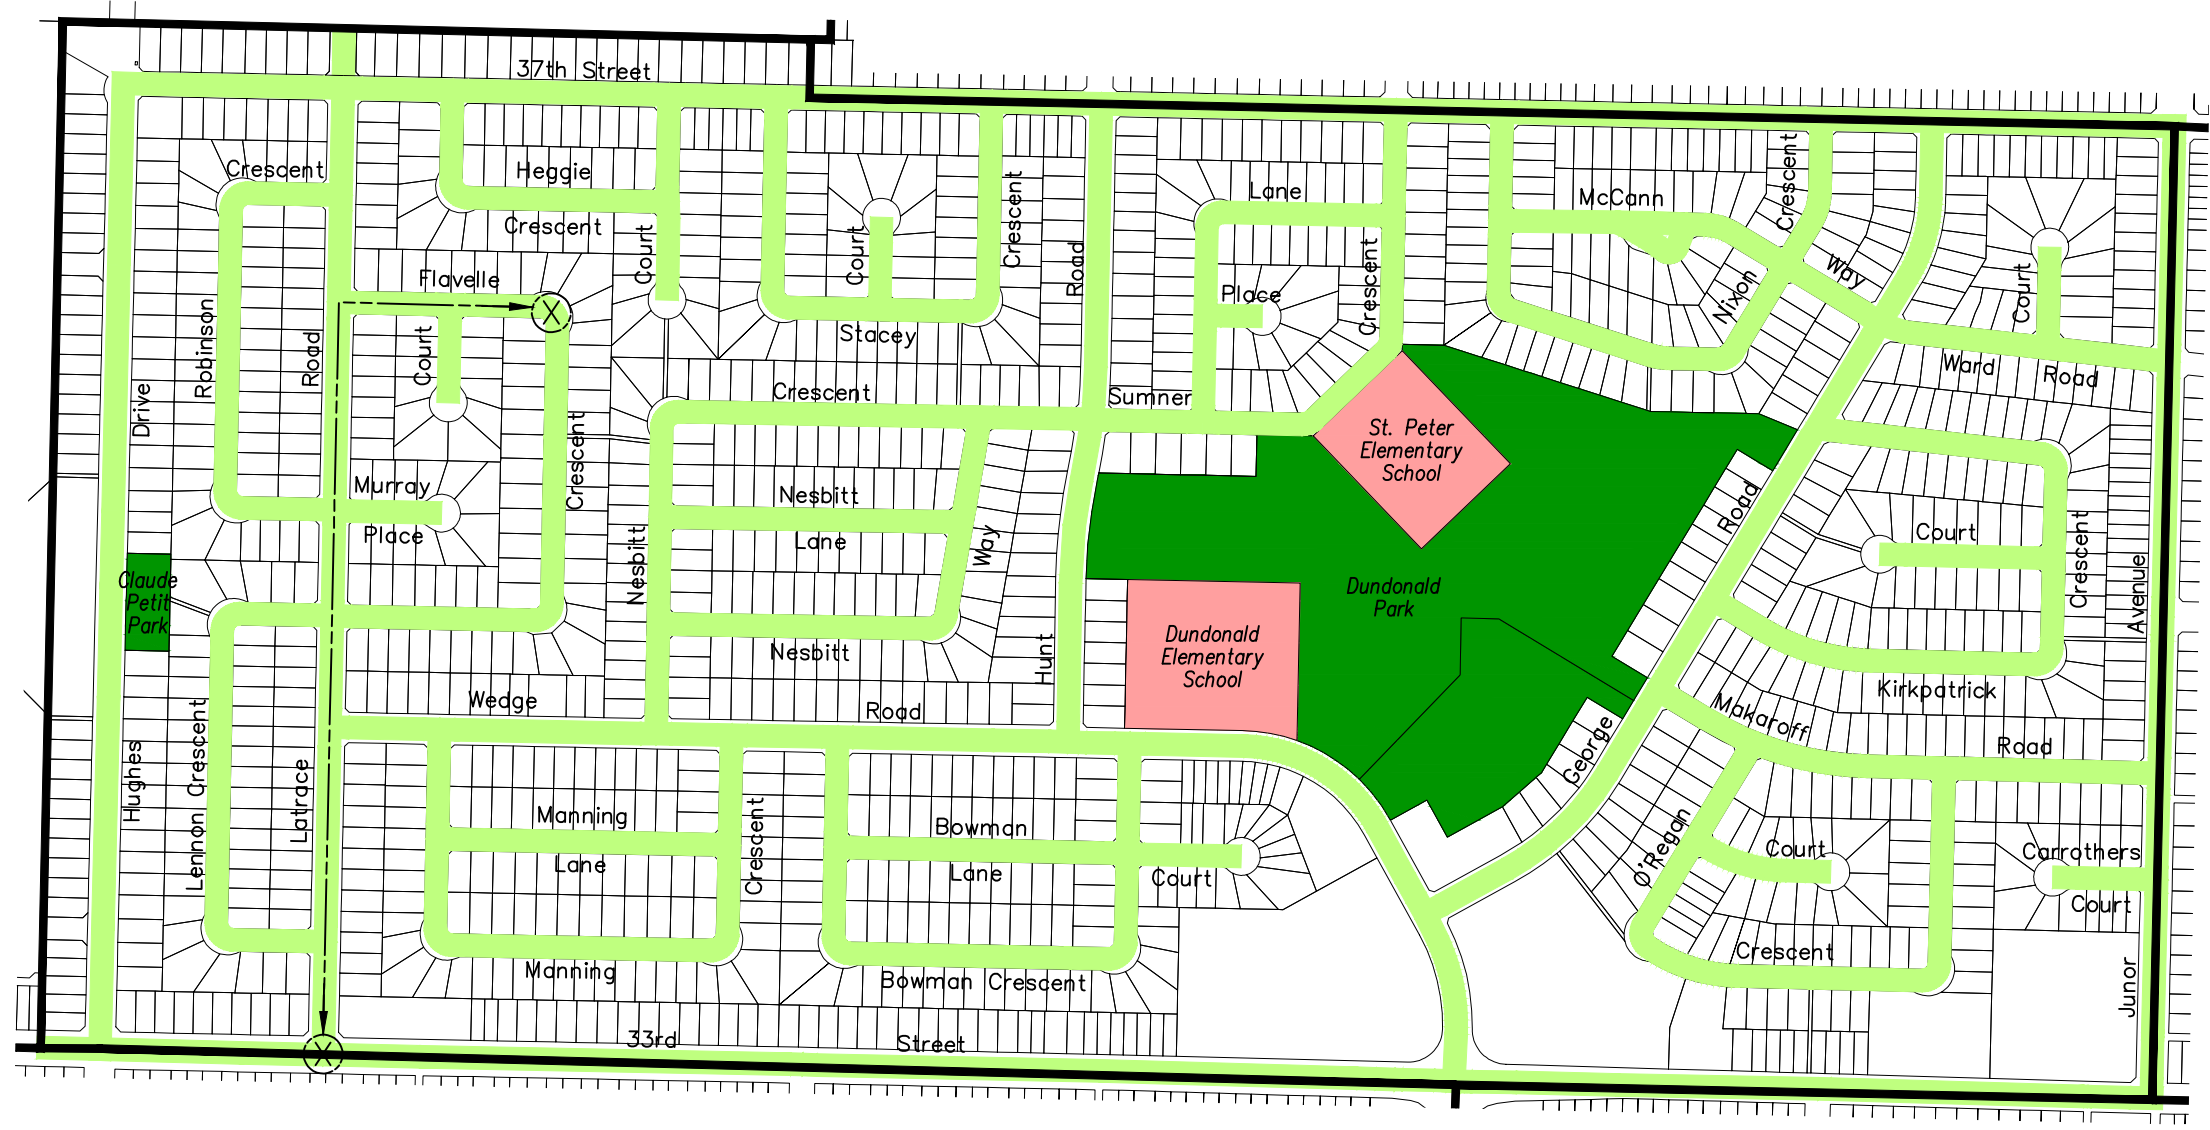 37th Street
Crescent
Heggie
Crescent
Court
Court
Crescent
Road
Lane
Crescent
Place
McCann
Crescent
Way
Nixon
Court
Flavelle
Robinson
Road
Court
Drive
Stacey
Crescent
Sumner
Ward Road
Crescent
St. Peter
Elementary
School
Murray
Place
Nesbitt
Nesbitt
Lane
Way
Road
Court
Crescent
Avenue
Claude
Petit
Park
Dundonald
Park
Dundonald
Elementary
School
Hunt
Nesbitt
Wedge
Road
Kirkpatrick
Makaroff
Road
George
Hughes
Lennon Crescent
Latrace
Manning
Lane
Crescent
Bowman
Lane
Court
O'Regan
Court
Carrothers
Court
Crescent
Manning
Bowman Crescent
Junor
33rd
Street
X
X